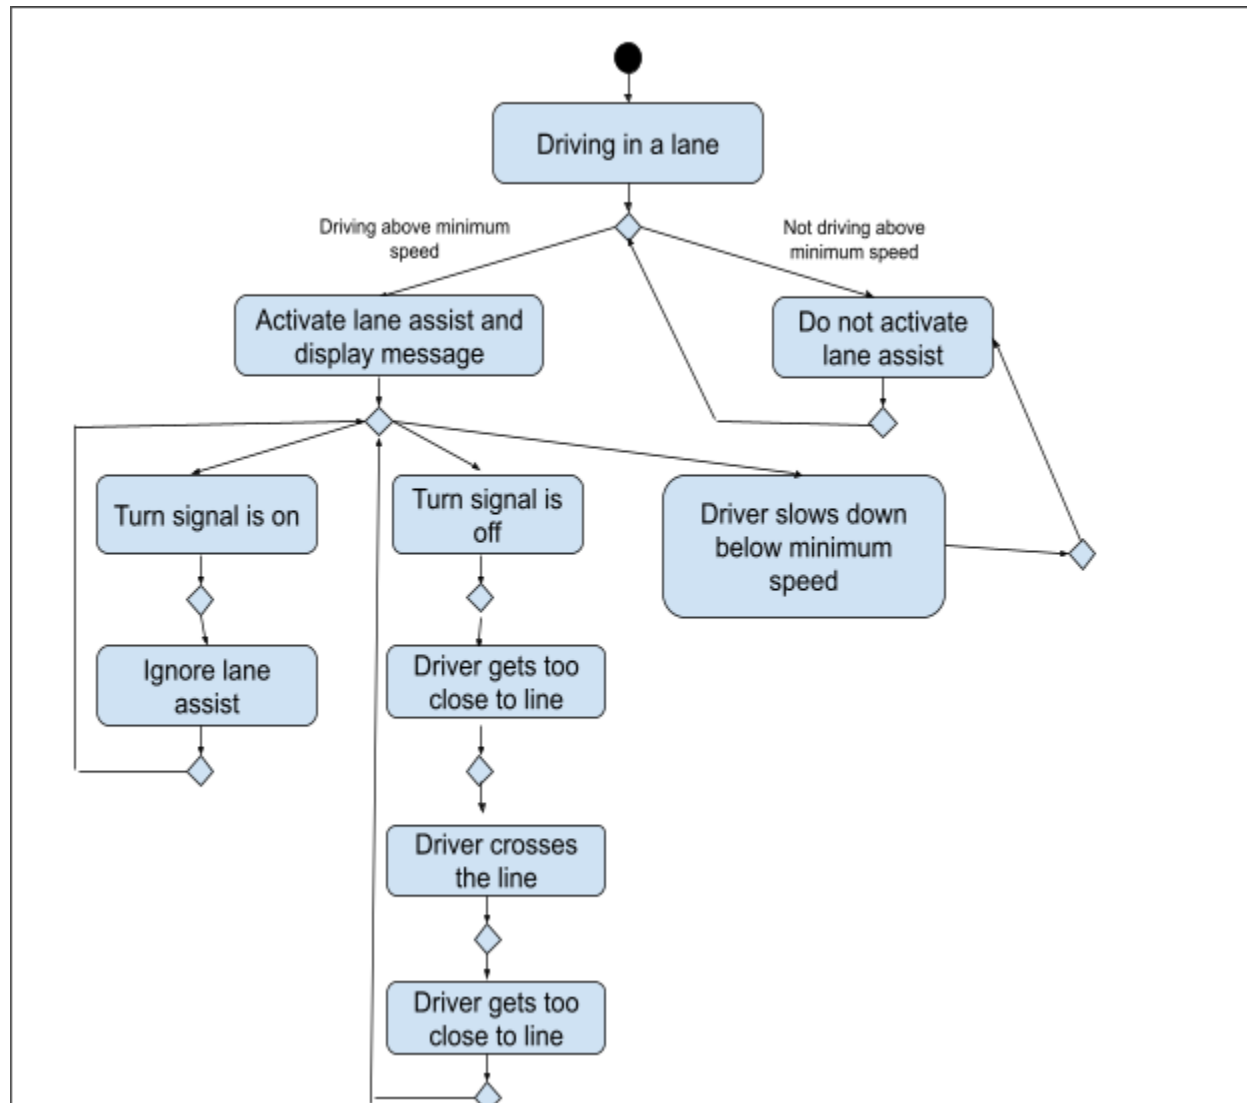 Driving in a lane
Driving above minimum
speed
Not driving above
minimum speed
Activate lane assist and
display message
Do not activate
lane assist
Turn signal is on
Turn signal is
off
Driver slows down
below minimum
speed
Ignore lane
assist
Driver gets too
close to line
Driver crosses
the line
Driver gets too
close to line